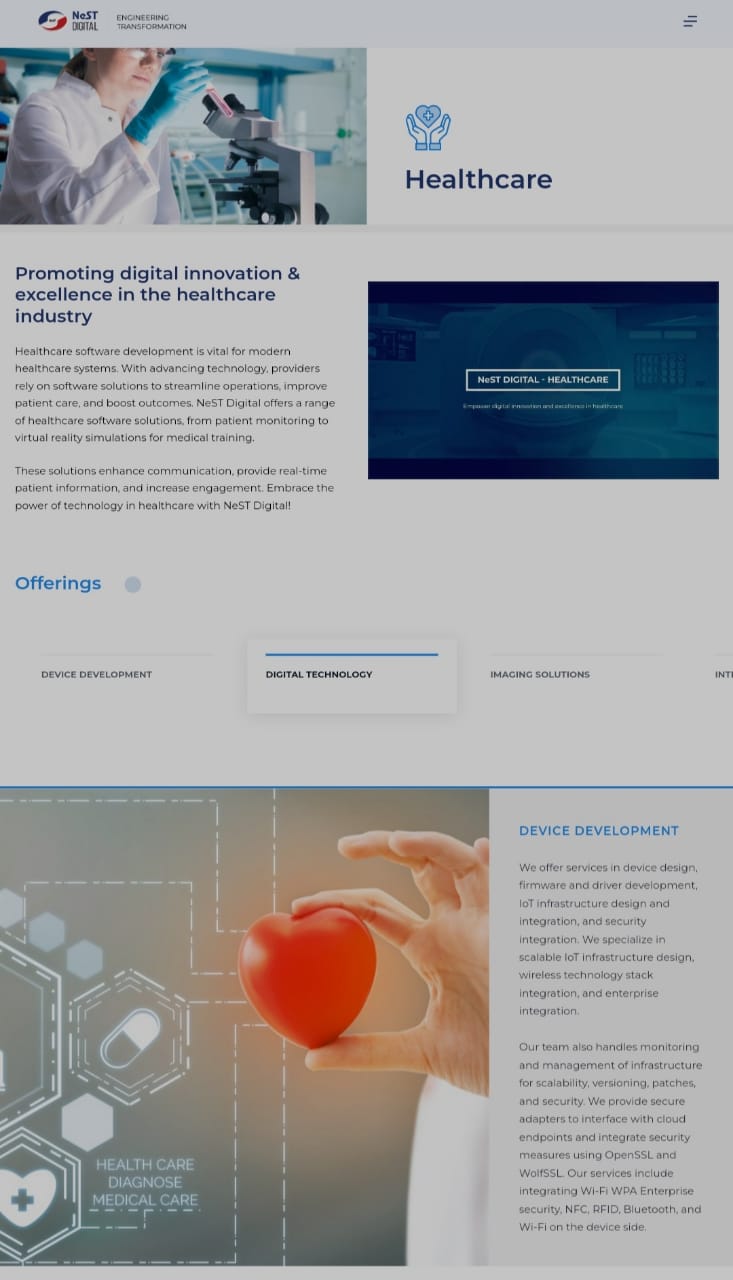 NeST
DIGITAL
ENGINEERING
TRANSFORMATION
Healthcare
Promoting digital innovation &
excellence in the healthcare
industry
Healthcare software development is vital for modern
healthcare systems. With advancing technology, providers
rely on software solutions to streamline operations, improve
patient care, and boost outcomes. NeST Digital offers a range
of healthcare software solutions, from patient monitoring to
virtual reality simulations for medical training.
These solutions enhance communication, provide real-time
patient information, and increase engagement. Embrace the
power of technology in healthcare with NeST Digital!
NeST DIGITAL - HEALTHCARE
Empower digital innovation and excellence in healthcare
Offerings
DEVICE DEVELOPMENT
DIGITAL TECHNOLOGY
IMAGING SOLUTIONS
INT
DEVICE DEVELOPMENT
We offer services in device design,
firmware and driver development,
IoT infrastructure design and
integration, and security
integration. We specialize in
scalable IoT infrastructure design,
wireless technology stack
integration, and enterprise
integration.
Our team also handles monitoring
and management of infrastructure
for scalability, versioning, patches,
and security. We provide secure
adapters to interface with cloud
endpoints and integrate security
measures using OpenSSL and
WolfSSL. Our services include
integrating Wi-Fi WPA Enterprise
security, NFC, RFID, Bluetooth, and
Wi-Fi on the device side.
HEALTH CARE
DIAGNOSE
MEDICAL CARE